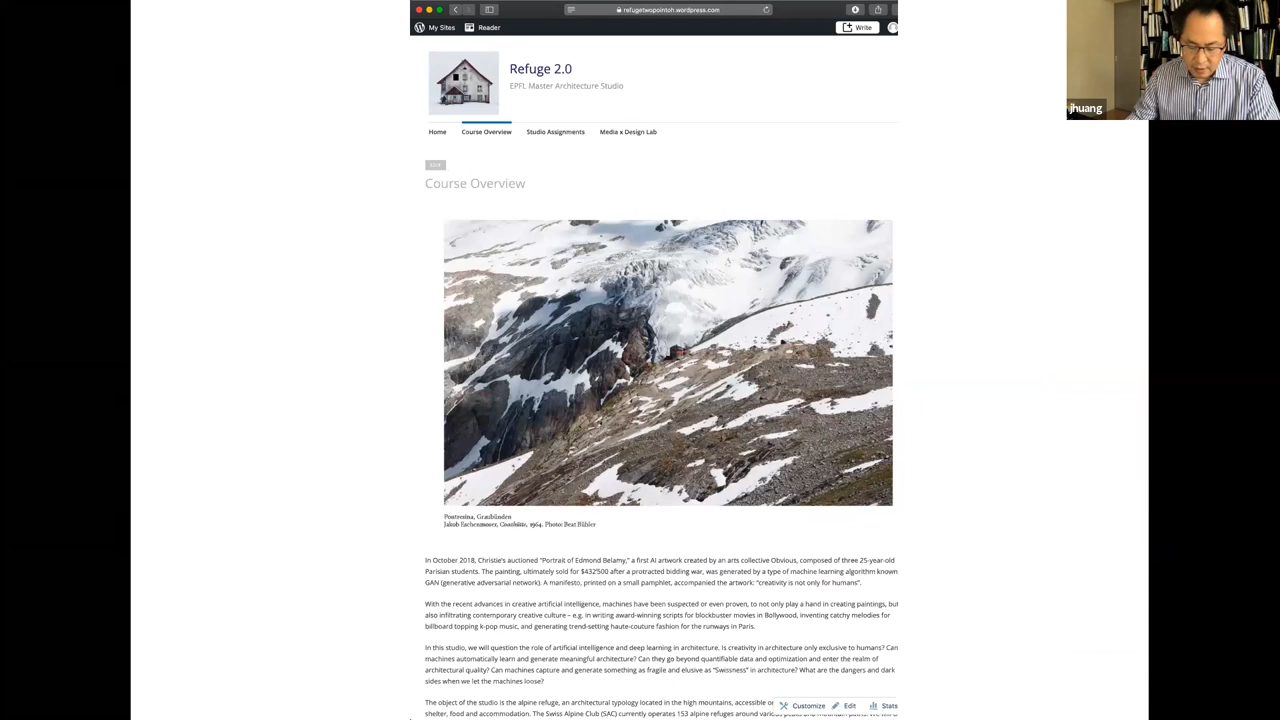 refugetwopointoh.wordpress.com
My Sites
Reader
Write
Refuge 2.0
EPFL Master Architecture Studio
jhuang
Home
Course Overview
Studio Assignments
Media x Design Lab
Course Overview
Pontresina, Graubünden
Jakob Eschenmoser, Coazhütte, 1964. Photo: Beat Bühler
In October 2018, Christie's auctioned "Portrait of Edmond Belamy," a first AI artwork created by an arts collective Obvious, composed of three 25-year-old
Parisian students. The painting, ultimately sold for $432'500 after a protracted bidding war, was generated by a type of machine learning algorithm known
GAN (generative adversarial network). A manifesto, printed on a small pamphlet, accompanied the artwork: "creativity is not only for humans".
With the recent advances in creative artificial intelligence, machines have been suspected or even proven, to not only play a hand in creating paintings, but
also infiltrating contemporary creative culture – e.g. in writing award-winning scripts for blockbuster movies in Bollywood, inventing catchy melodies for
billboard topping k-pop music, and generating trend-setting haute-couture fashion for the runways in Paris.
In this studio, we will question the role of artificial intelligence and deep learning in architecture. Is creativity in architecture only exclusive to humans? Can
machines automatically learn and generate meaningful architecture? Can they go beyond quantifiable data and optimization and enter the realm of
architectural quality? Can machines capture and generate something as fragile and elusive as "Swissness" in architecture? What are the dangers and dark
sides when we let the machines loose?
The object of the studio is the alpine refuge, an architectural typology located in the high mountains, accessible
shelter, food and accommodation. The Swiss Alpine Club (SAC) currently operates 153 alpine refuges around
Customize
Edit
Stats